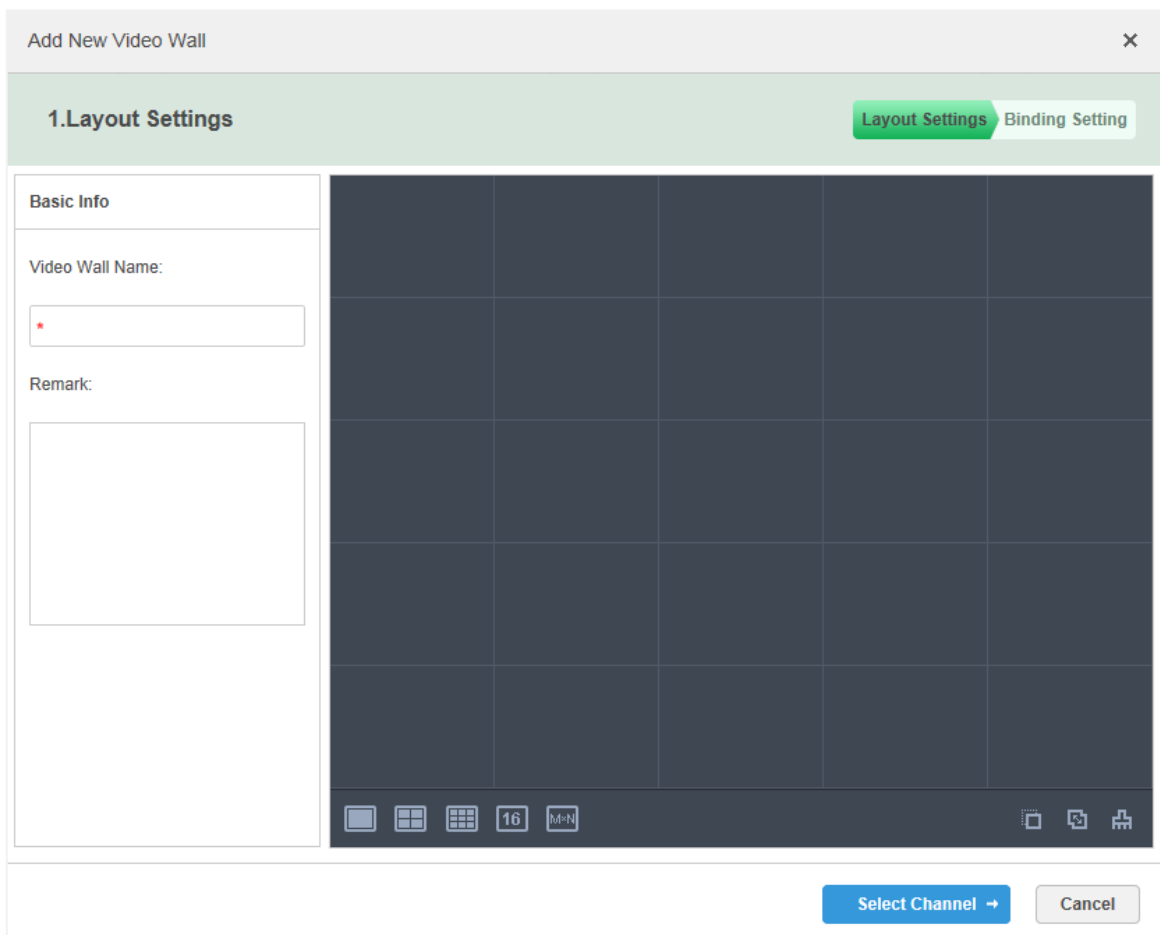 Add New Video Wall
1.Layout Settings
Layout Settings Binding Setting
Basic Info
Video Wall Name:
*
Remark:
16 M×N
Select Channel →
Cancel